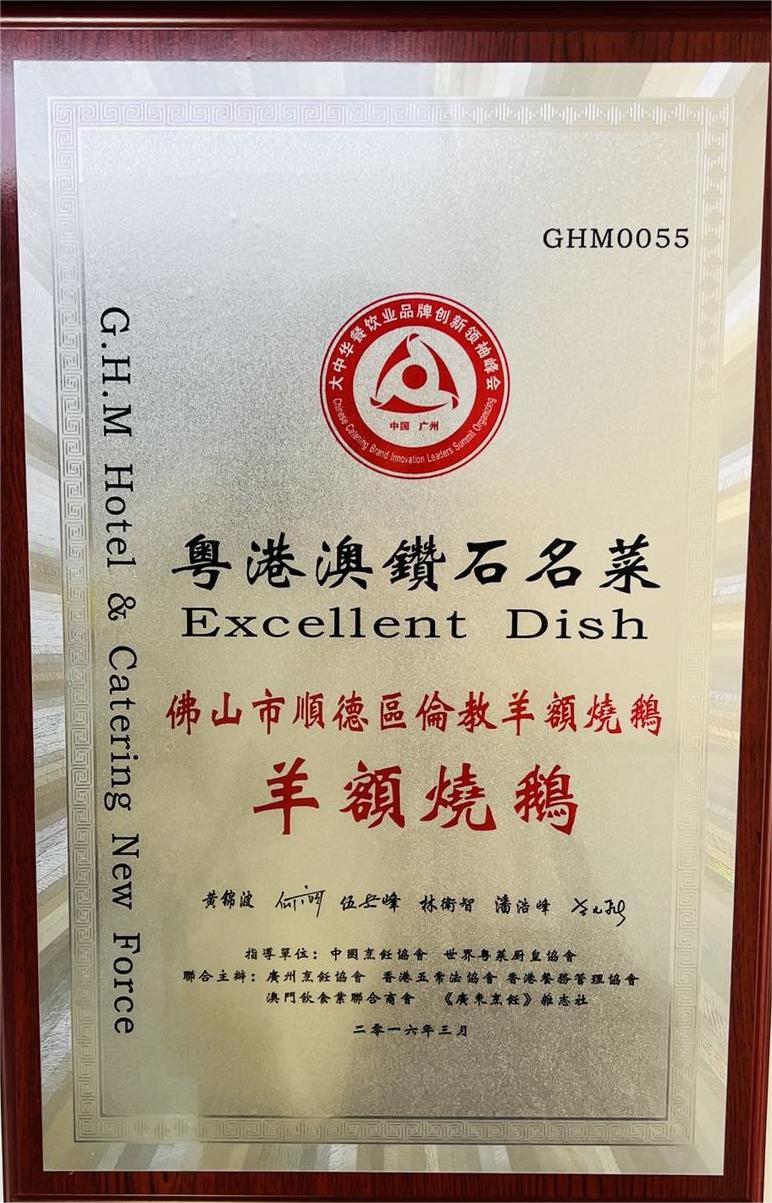 GHM0055
大中华餐饮业品牌创新领袖峰会
中国 广州
Chinese Catering Brand Innovation Leaders Summit Organizing
G.H.M Hotel & Catering New Force
粵港澳鑽石名菜
Excellent Dish
佛山市順德區倫教羊額燒鵝
羊額燒鵝
黄錦波 伍岳峰 林衛智 潘浩峰
指導單位：中國烹飪協會 世界粵菜厨皇協會
聯合主辦：廣州烹飪協會 香港五常法協會 香港餐務管理協會
澳門飲食業聯合商會 《廣東烹飪》雜志社
二零一六年三月